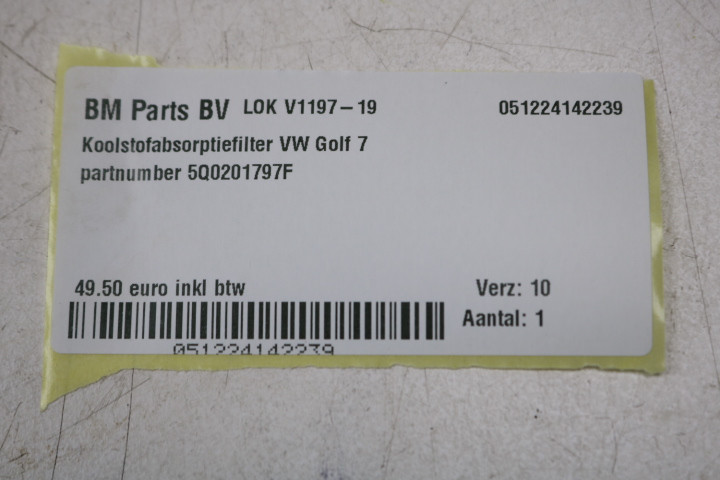 BM Parts BV LOK V1197-19 051224142239
Koolstofabsorptiefilter VW Golf 7
partnumber 5Q0201797F
49.50 euro inkl btw Verz: 10
Aantal: 1
051224142239